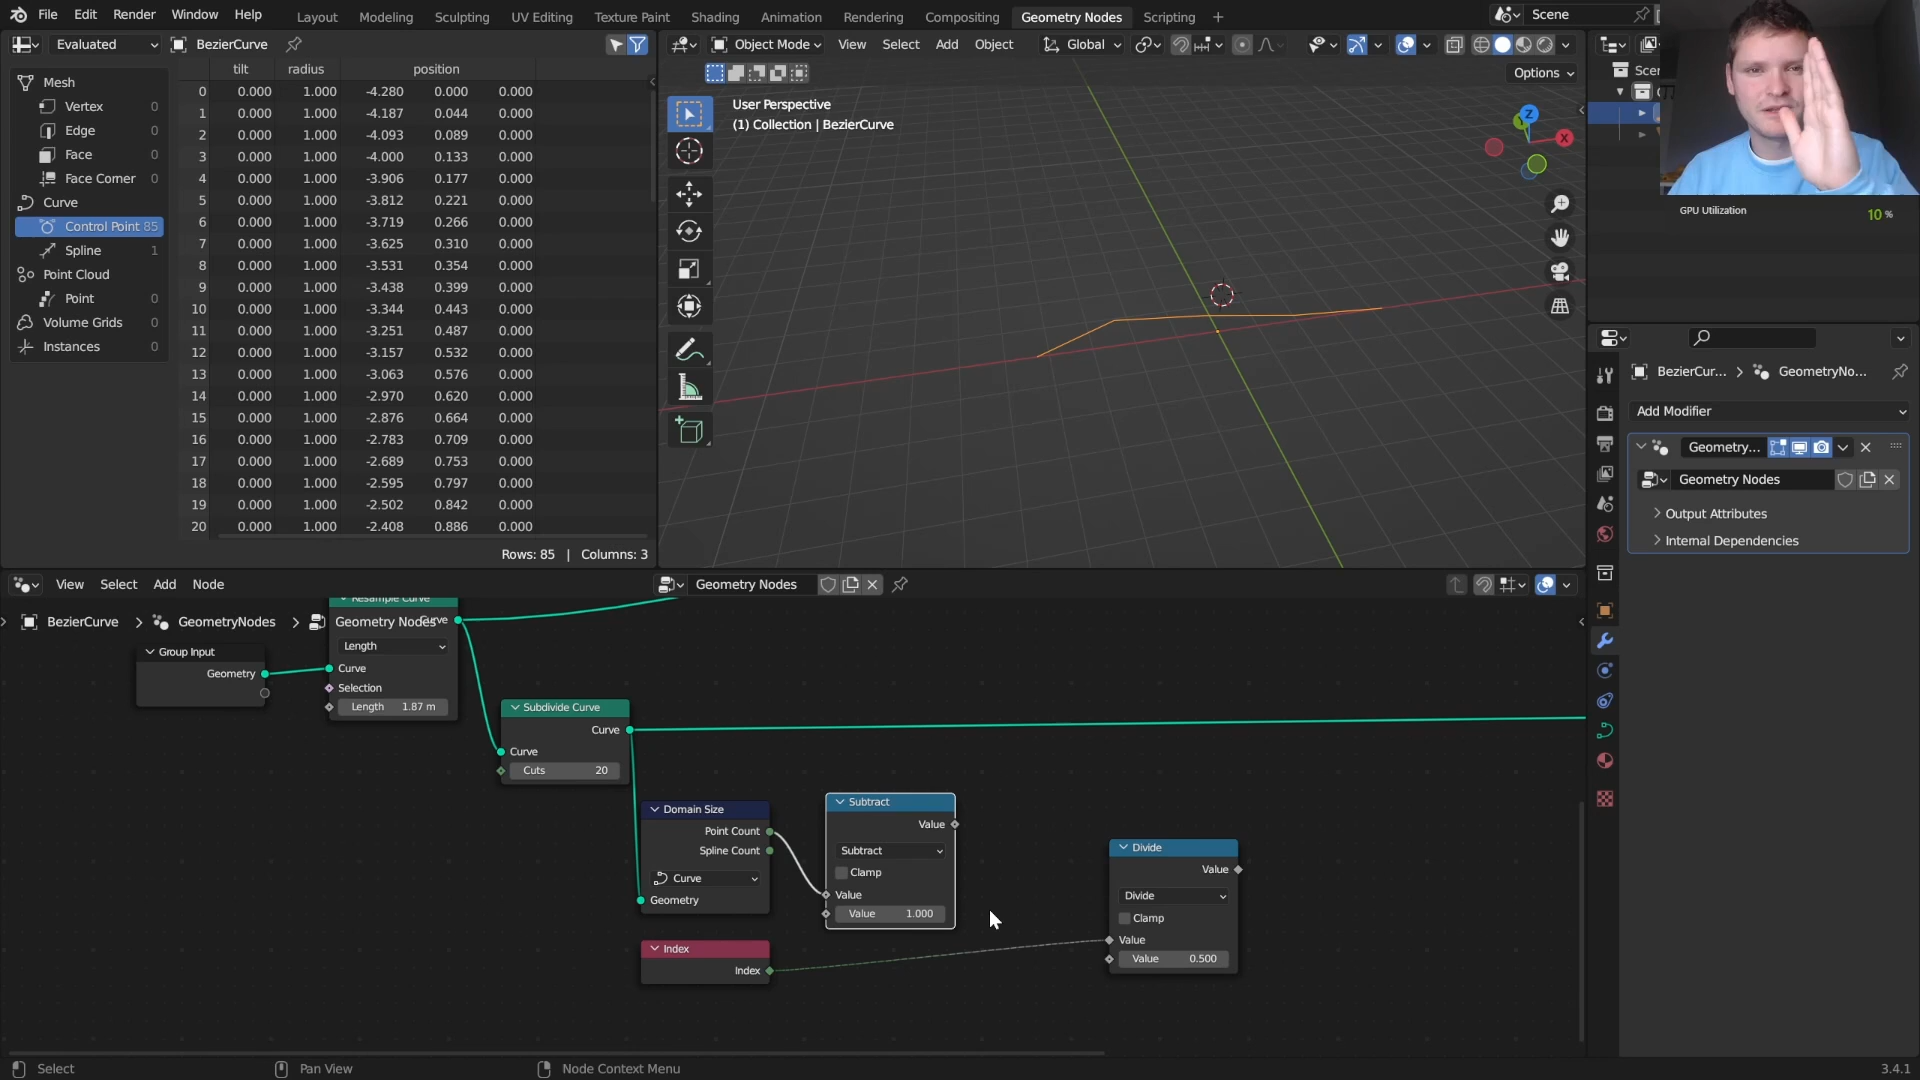 File Edit Render Window Help Layout Modeling Sculpting UV Editing Texture Paint Shading Animation Rendering Compositing Geometry Nodes Scripting + Scene
Evaluated BezierCurve
Object Mode View Select Add Object Global
Options
tilt radius position
Mesh
Vertex 0
Edge 0
Face 0
Face Corner 0
Curve
Control Point 85
Spline 1
Point Cloud
Point 0
Volume Grids 0
Instances 0
0 0.000 1.000 -4.280 0.000 0.000
1 0.000 1.000 -4.187 0.044 0.000
2 0.000 1.000 -4.093 0.089 0.000
3 0.000 1.000 -4.000 0.133 0.000
4 0.000 1.000 -3.906 0.177 0.000
5 0.000 1.000 -3.812 0.221 0.000
6 0.000 1.000 -3.719 0.266 0.000
7 0.000 1.000 -3.625 0.310 0.000
8 0.000 1.000 -3.531 0.354 0.000
9 0.000 1.000 -3.438 0.399 0.000
10 0.000 1.000 -3.344 0.443 0.000
11 0.000 1.000 -3.251 0.487 0.000
12 0.000 1.000 -3.157 0.532 0.000
13 0.000 1.000 -3.063 0.576 0.000
14 0.000 1.000 -2.970 0.620 0.000
15 0.000 1.000 -2.876 0.664 0.000
16 0.000 1.000 -2.783 0.709 0.000
17 0.000 1.000 -2.689 0.753 0.000
18 0.000 1.000 -2.595 0.797 0.000
19 0.000 1.000 -2.502 0.842 0.000
20 0.000 1.000 -2.408 0.886 0.000
Rows: 85 | Columns: 3
User Perspective
(1) Collection | BezierCurve
Z
X
Scer
GPU Utilization 10 %
BezierCur... > GeometryNo...
Add Modifier
Geometry...
Geometry Nodes
Output Attributes
Internal Dependencies
View Select Add Node Geometry Nodes
BezierCurve > GeometryNodes > Geometry Nodes
Resample Curve
Curve
Length
Curve
Selection
Length 1.87 m
Group Input
Geometry
Subdivide Curve
Curve
Curve
Cuts 20
Domain Size
Point Count
Spline Count
Curve
Geometry
Subtract
Value
Subtract
Clamp
Value
Value 1.000
Index
Index
Divide
Value
Divide
Clamp
Value
Value 0.500
Select Pan View Node Context Menu 3.4.1